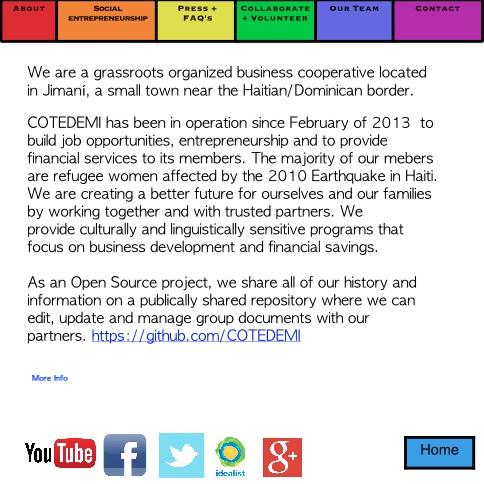 About
Social
entrepreneurship
Press +
FAQ's
Collaborate
+ Volunteer
Our Team
Contact
We are a grassroots organized business cooperative located
in Jimaní, a small town near the Haitian/Dominican border.
COTEDEMI has been in operation since February of 2013  to
build job opportunities, entrepreneurship and to provide
financial services to its members. The majority of our mebers
are refugee women affected by the 2010 Earthquake in Haiti.
We are creating a better future for ourselves and our families
by working together and with trusted partners. We
provide culturally and linguistically sensitive programs that
focus on business development and financial savings.
As an Open Source project, we share all of our history and
information on a publically shared repository where we can
edit, update and manage group documents with our
partners. https://github.com/COTEDEMI
More Info
YouTube
f
idealist
g+
Home